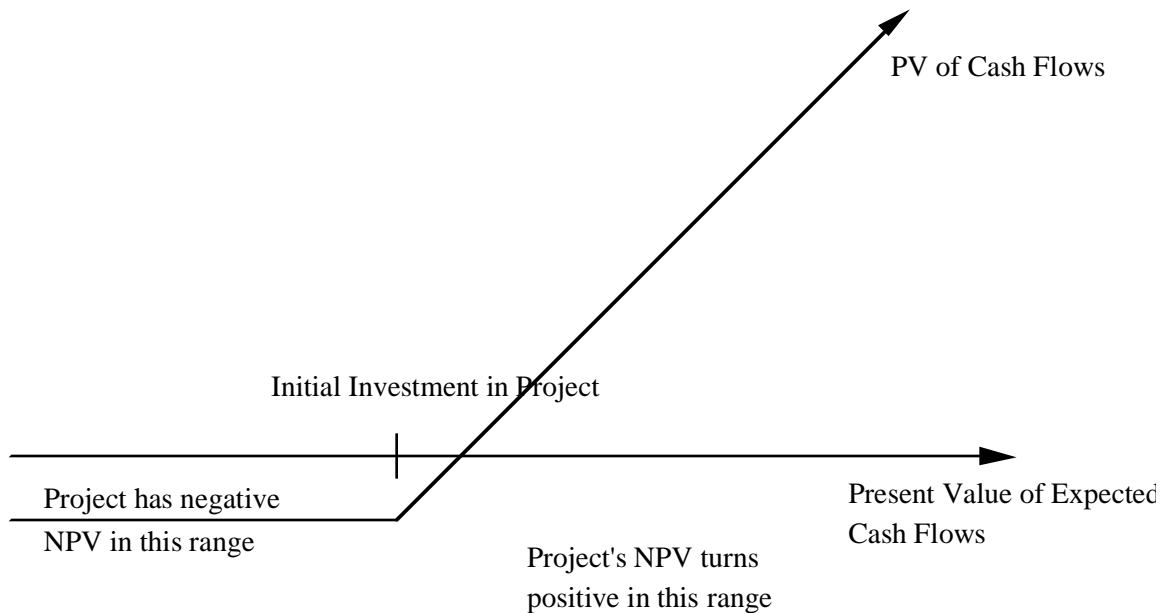 PV of Cash Flows
Initial Investment in Project
Project has negative
NPV in this range
Present Value of Expected
Cash Flows
Project's NPV turns
positive in this range